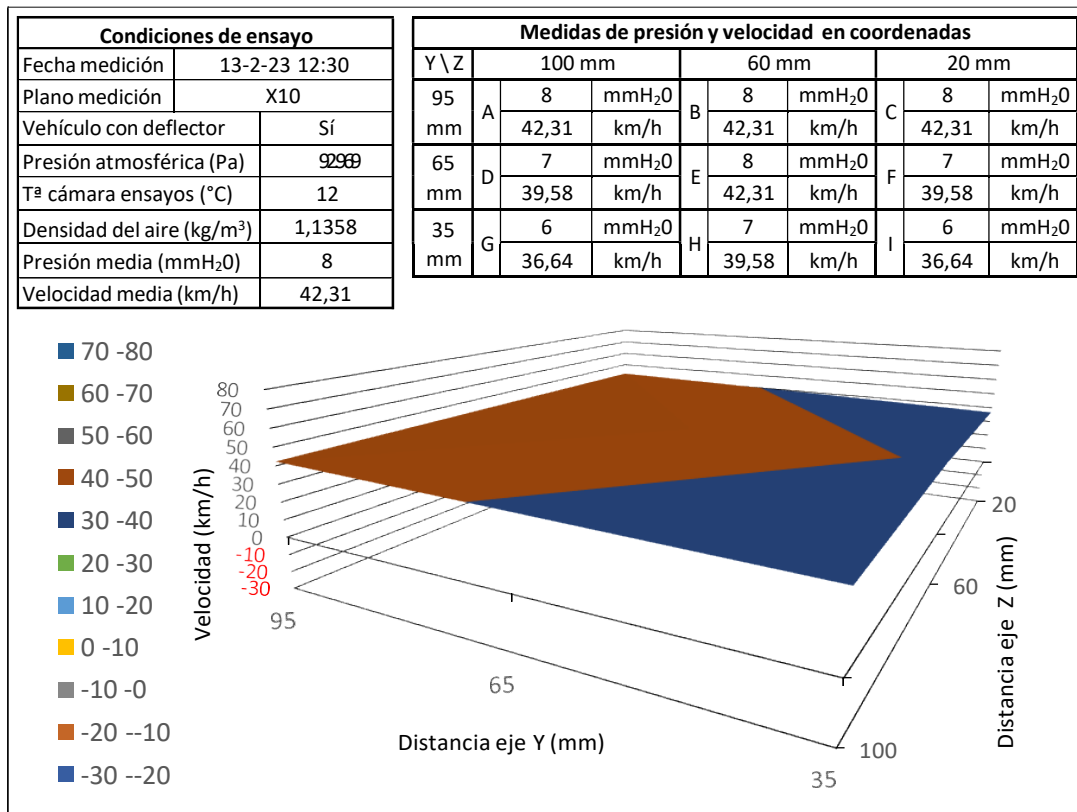 Condiciones de ensayo
Fecha medición 13-2-23 12:30
Plano medición X10
Vehículo con deflector Sí
Presión atmosférica (Pa)
Tª cámara ensayos (°C) 12
Densidad del aire (kg/m³) 1,1358
Presión media (mmH₂0) 8
Velocidad media (km/h) 42,31
Medidas de presión y velocidad en coordenadas
Y \ Z 100 mm 60 mm 20 mm
95 mm A 8 mmH₂0 B 8 mmH₂0 C 8 mmH₂0
42,31 km/h 42,31 km/h 42,31 km/h
65 mm D 7 mmH₂0 E 8 mmH₂0 F 7 mmH₂0
39,58 km/h 42,31 km/h 39,58 km/h
35 mm G 6 mmH₂0 H 7 mmH₂0 I 6 mmH₂0
36,64 km/h 39,58 km/h 36,64 km/h
70 -80
60 -70
50 -60
40 -50
30 -40
20 -30
10 -20
0 -10
-10 -0
-20 --10
-30 --20
Velocidad (km/h)
80
70
60
50
40
30
20
10
0
-10
-20
-30
95
65
35
Distancia eje Y (mm)
20
60
100
Distancia eje Z (mm)